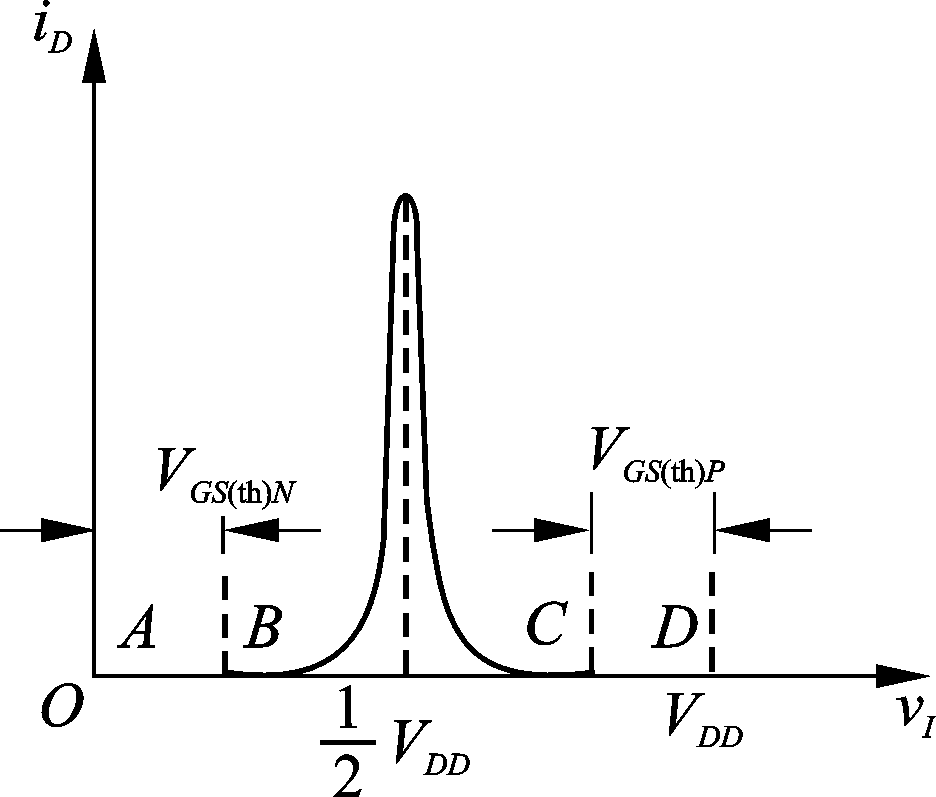 i_D
V_GS(th)N
V_GS(th)P
A B C D
O
1/2 V_DD
V_DD
v_I